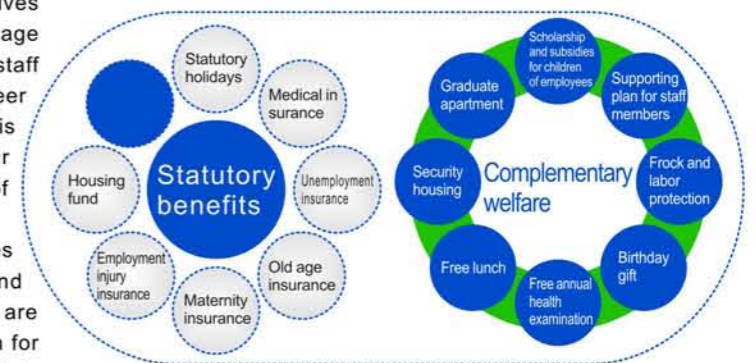 ives
age
staff
eer
is
r
of
es
nd
are
n for
Statutory
holidays
Medical in
surance
Unemployment
insurance
Old age
insurance
Maternity
insurance
Employment
injury
insurance
Housing
fund
Statutory
benefits
Scholarship
and subsidies
for children
of employees
Supporting
plan for staff
members
Frock and
labor
protection
Birthday
gift
Free annual
health
examination
Free lunch
Security
housing
Graduate
apartment
Complementary
welfare